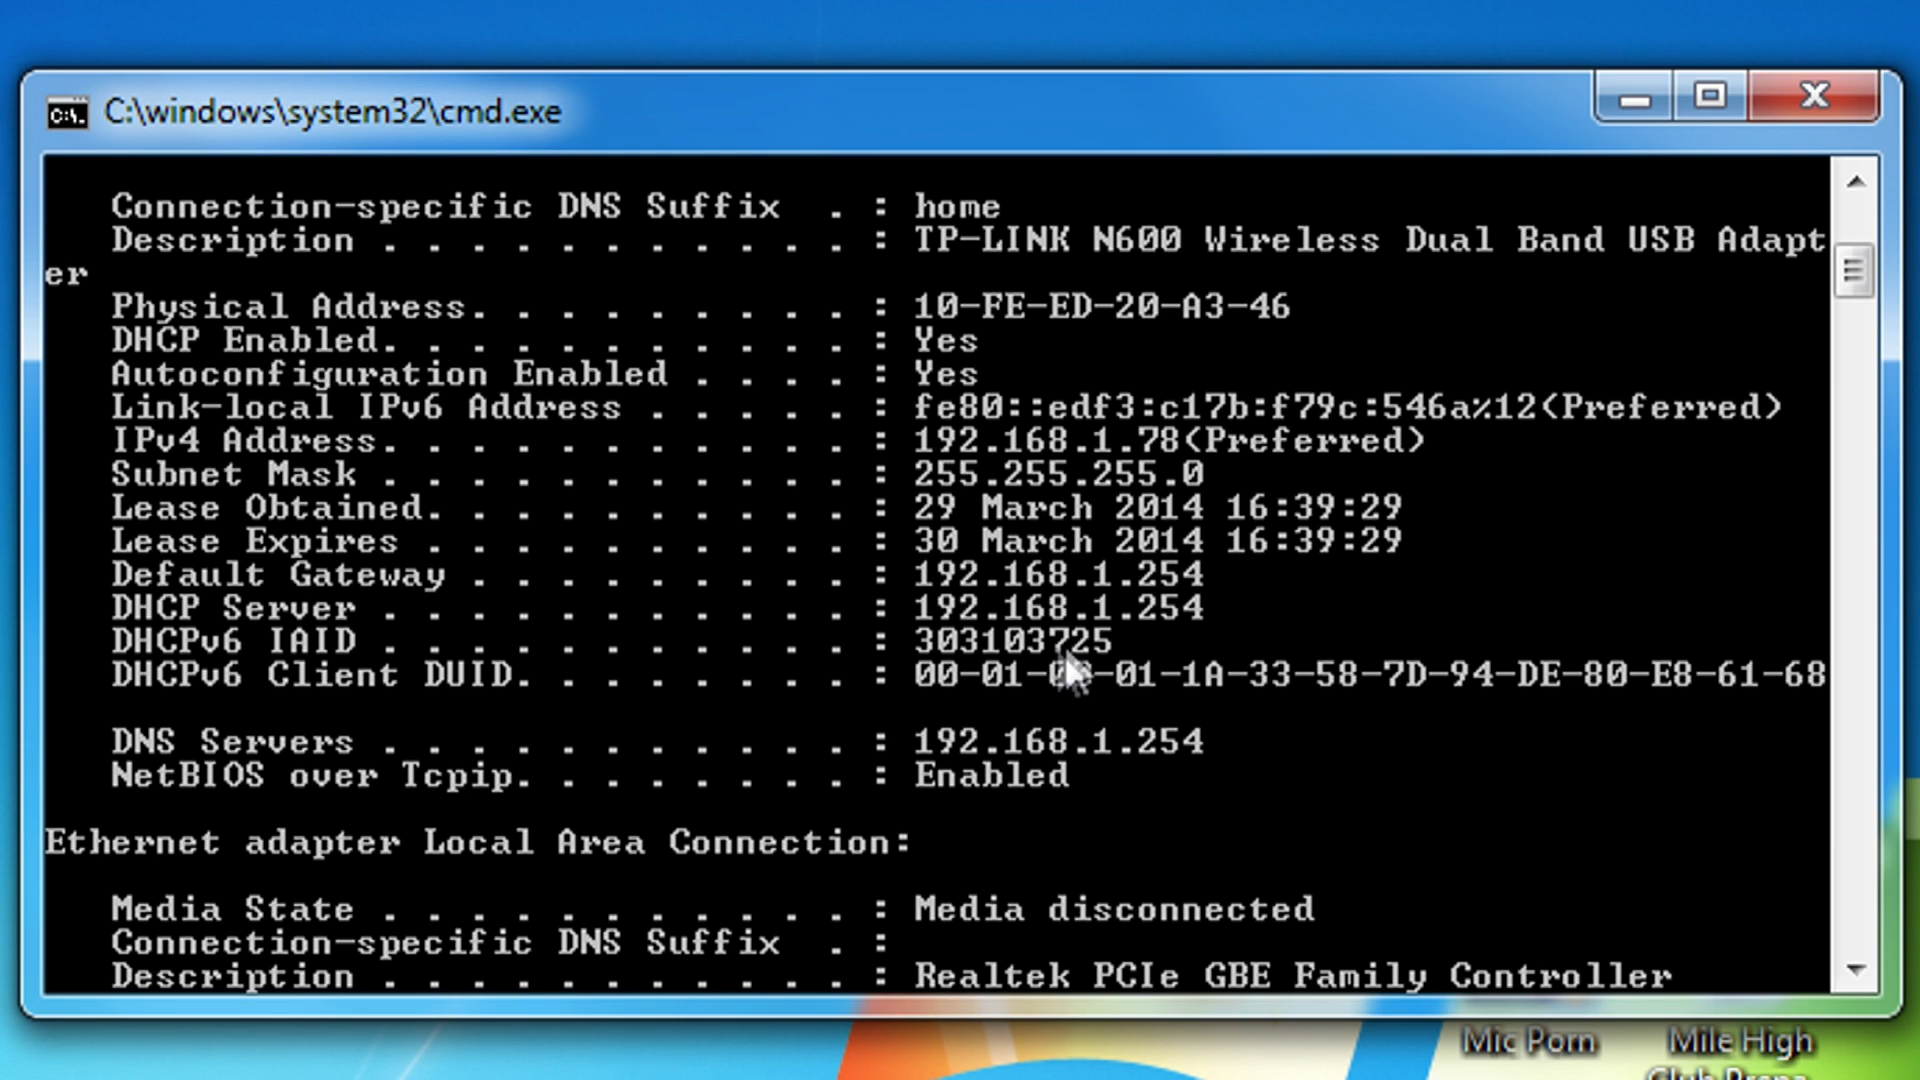 C:\windows\system32\cmd.exe
Connection-specific DNS Suffix . : home
Description . . . . . . . . . . . : TP-LINK N600 Wireless Dual Band USB Adapt
er
Physical Address. . . . . . . . . : 10-FE-ED-20-A3-46
DHCP Enabled. . . . . . . . . . . : Yes
Autoconfiguration Enabled . . . . : Yes
Link-local IPv6 Address . . . . . : fe80::edf3:c17b:f79c:546a%12(Preferred)
IPv4 Address. . . . . . . . . . . : 192.168.1.78(Preferred)
Subnet Mask . . . . . . . . . . . : 255.255.255.0
Lease Obtained. . . . . . . . . . : 29 March 2014 16:39:29
Lease Expires . . . . . . . . . . : 30 March 2014 16:39:29
Default Gateway . . . . . . . . . : 192.168.1.254
DHCP Server . . . . . . . . . . . : 192.168.1.254
DHCPv6 IAID . . . . . . . . . . . : 303103725
DHCPv6 Client DUID. . . . . . . . : 00-01-00-01-1A-33-58-7D-94-DE-80-E8-61-68
DNS Servers . . . . . . . . . . . : 192.168.1.254
NetBIOS over Tcpip. . . . . . . . : Enabled
Ethernet adapter Local Area Connection:
Media State . . . . . . . . . . . : Media disconnected
Connection-specific DNS Suffix . :
Description . . . . . . . . . . . : Realtek PCIe GBE Family Controller
Mic Porn
Mile High
Club